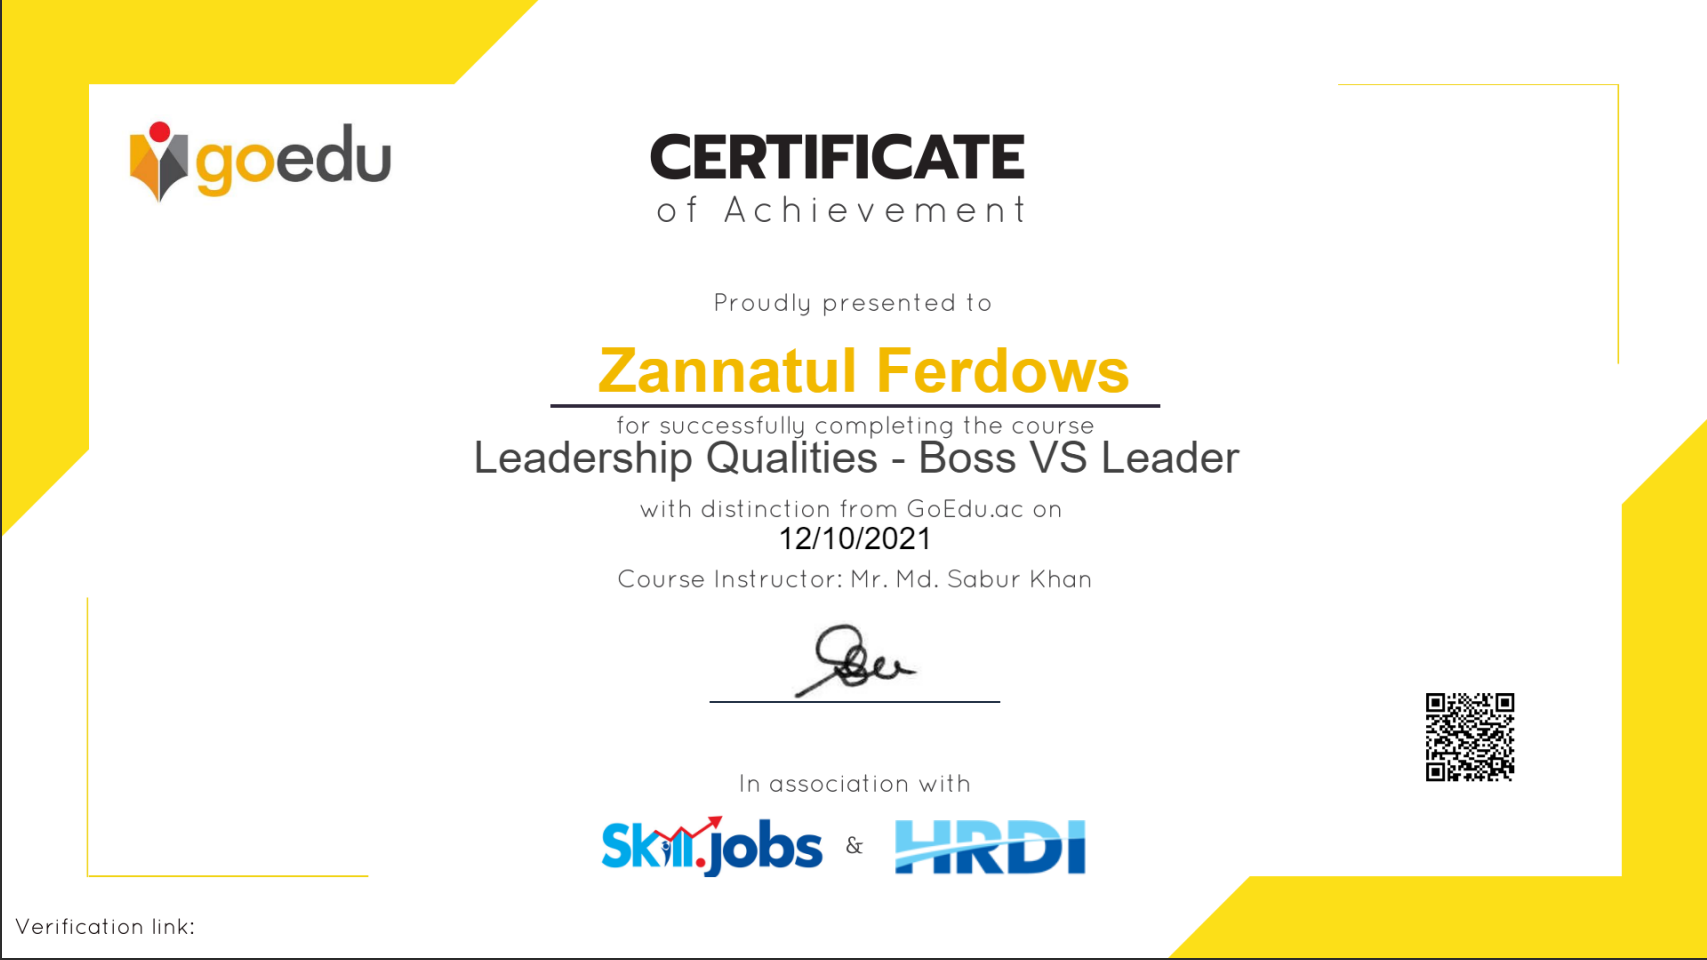 goedu
CERTIFICATE
of Achievement
Proudly presented to
Zannatul Ferdows
for successfully completing the course
Leadership Qualities - Boss VS Leader
with distinction from GoEdu.ac on
12/10/2021
Course Instructor: Mr. Md. Sabur Khan
In association with
Skill.jobs & HRDI
Verification link: